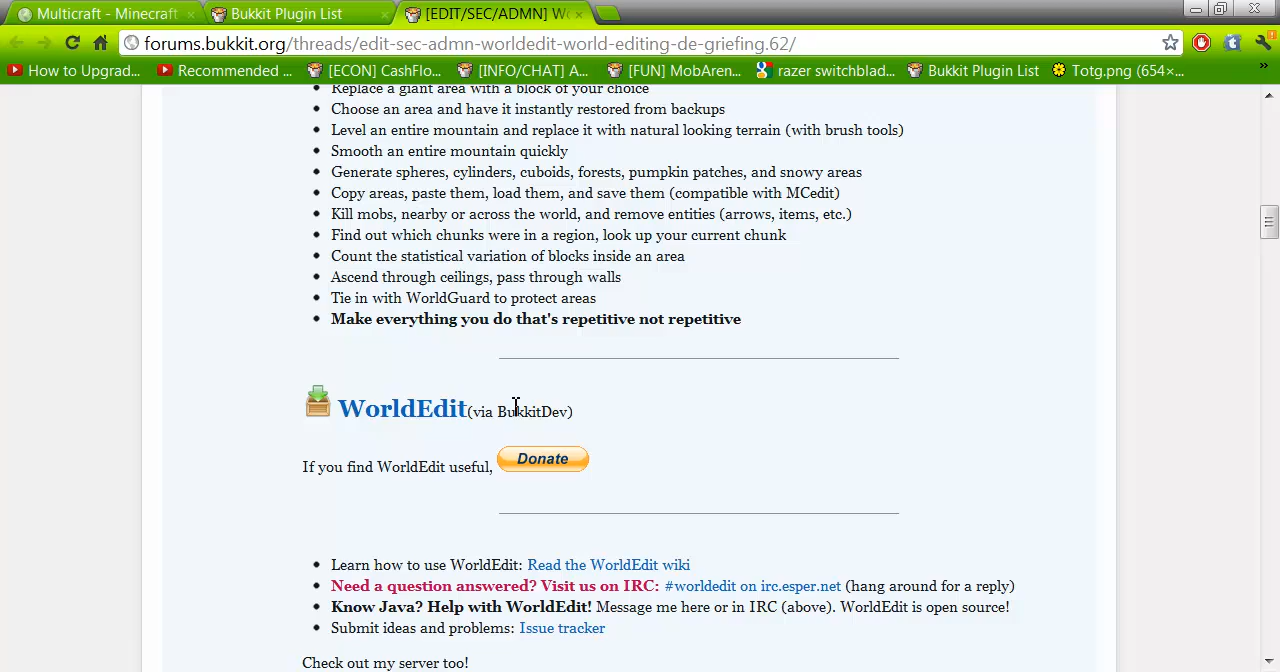 Multicraft - Minecraft
Bukkit Plugin List
[EDIT/SEC/ADMN] Wo
forums.bukkit.org/threads/edit-sec-admn-worldedit-world-editing-de-griefing.62/
How to Upgrad...
Recommended ...
[ECON] CashFlo...
[INFO/CHAT] A...
[FUN] MobAren...
razer switchblad...
Bukkit Plugin List
Totg.png (654×...
»
Replace a giant area with a block of your choice
Choose an area and have it instantly restored from backups
Level an entire mountain and replace it with natural looking terrain (with brush tools)
Smooth an entire mountain quickly
Generate spheres, cylinders, cuboids, forests, pumpkin patches, and snowy areas
Copy areas, paste them, load them, and save them (compatible with MCedit)
Kill mobs, nearby or across the world, and remove entities (arrows, items, etc.)
Find out which chunks were in a region, look up your current chunk
Count the statistical variation of blocks inside an area
Ascend through ceilings, pass through walls
Tie in with WorldGuard to protect areas
Make everything you do that's repetitive not repetitive
WorldEdit(via BukkitDev)
If you find WorldEdit useful, Donate
Learn how to use WorldEdit: Read the WorldEdit wiki
Need a question answered? Visit us on IRC: #worldedit on irc.esper.net (hang around for a reply)
Know Java? Help with WorldEdit! Message me here or in IRC (above). WorldEdit is open source!
Submit ideas and problems: Issue tracker
Check out my server too!